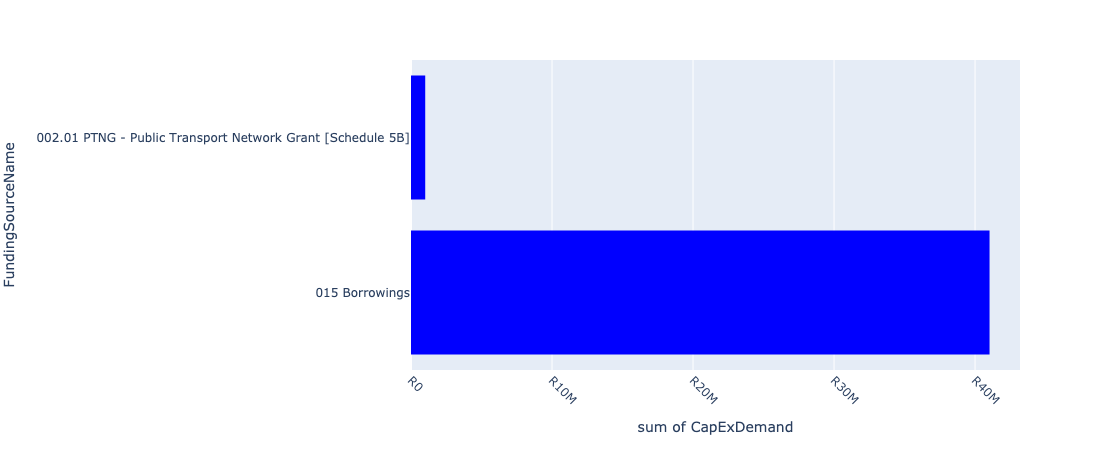 FundingSourceName
002.01 PTNG - Public Transport Network Grant [Schedule 5B]
015 Borrowings
R0
R10M
R20M
R30M
R40M
sum of CapExDemand